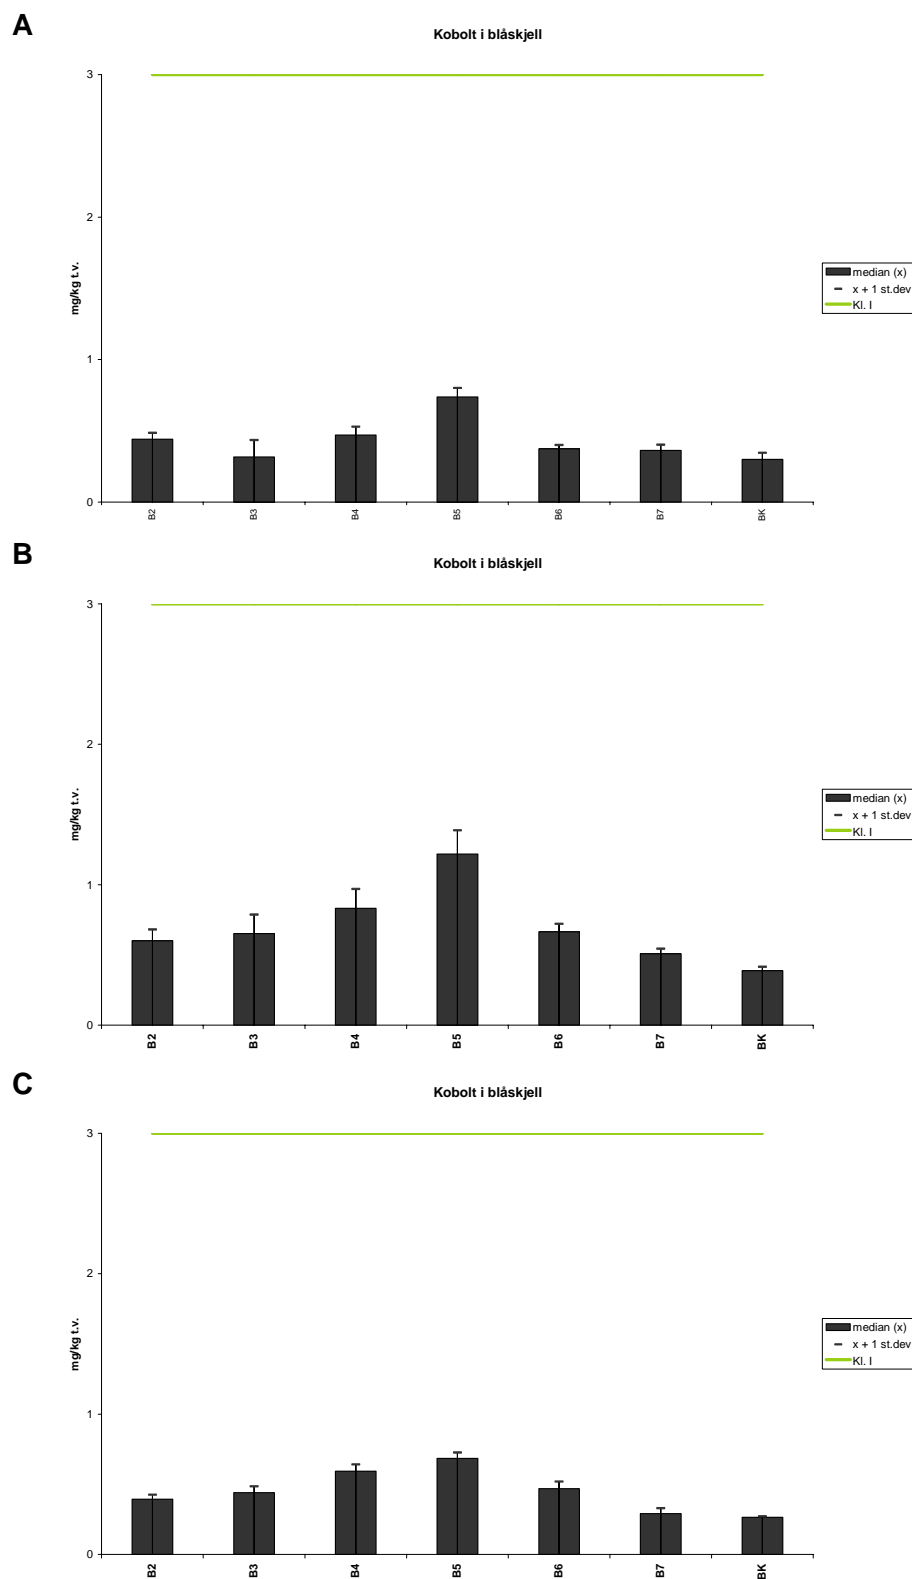 A
Kobolt i blåskjell
3
2
1
0
mg/kg t.v.
B2
B3
B4
B5
B6
B7
BK
median (x)
x + 1 st.dev
Kl. I
B
Kobolt i blåskjell
3
2
1
0
mg/kg t.v.
B2
B3
B4
B5
B6
B7
BK
median (x)
x + 1 st.dev
Kl. I
C
Kobolt i blåskjell
3
2
1
0
mg/kg t.v.
B2
B3
B4
B5
B6
B7
BK
median (x)
x + 1 st.dev
Kl. I